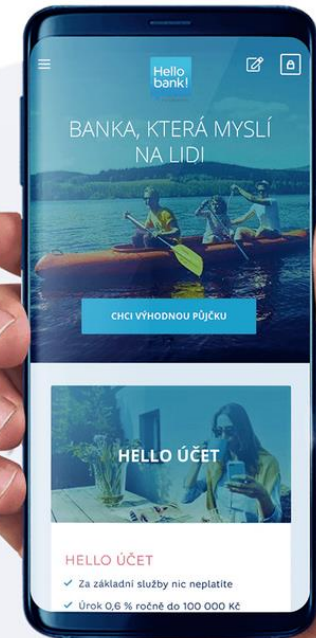 Hello
bank!
BANKA, KTERÁ MYSLÍ
NA LIDI
CHCI VÝHODNOU PŮJČKU
HELLO ÚČET
HELLO ÚČET
Za základní služby nic neplatíte
Úrok 0,6 % ročně do 100 000 Kč